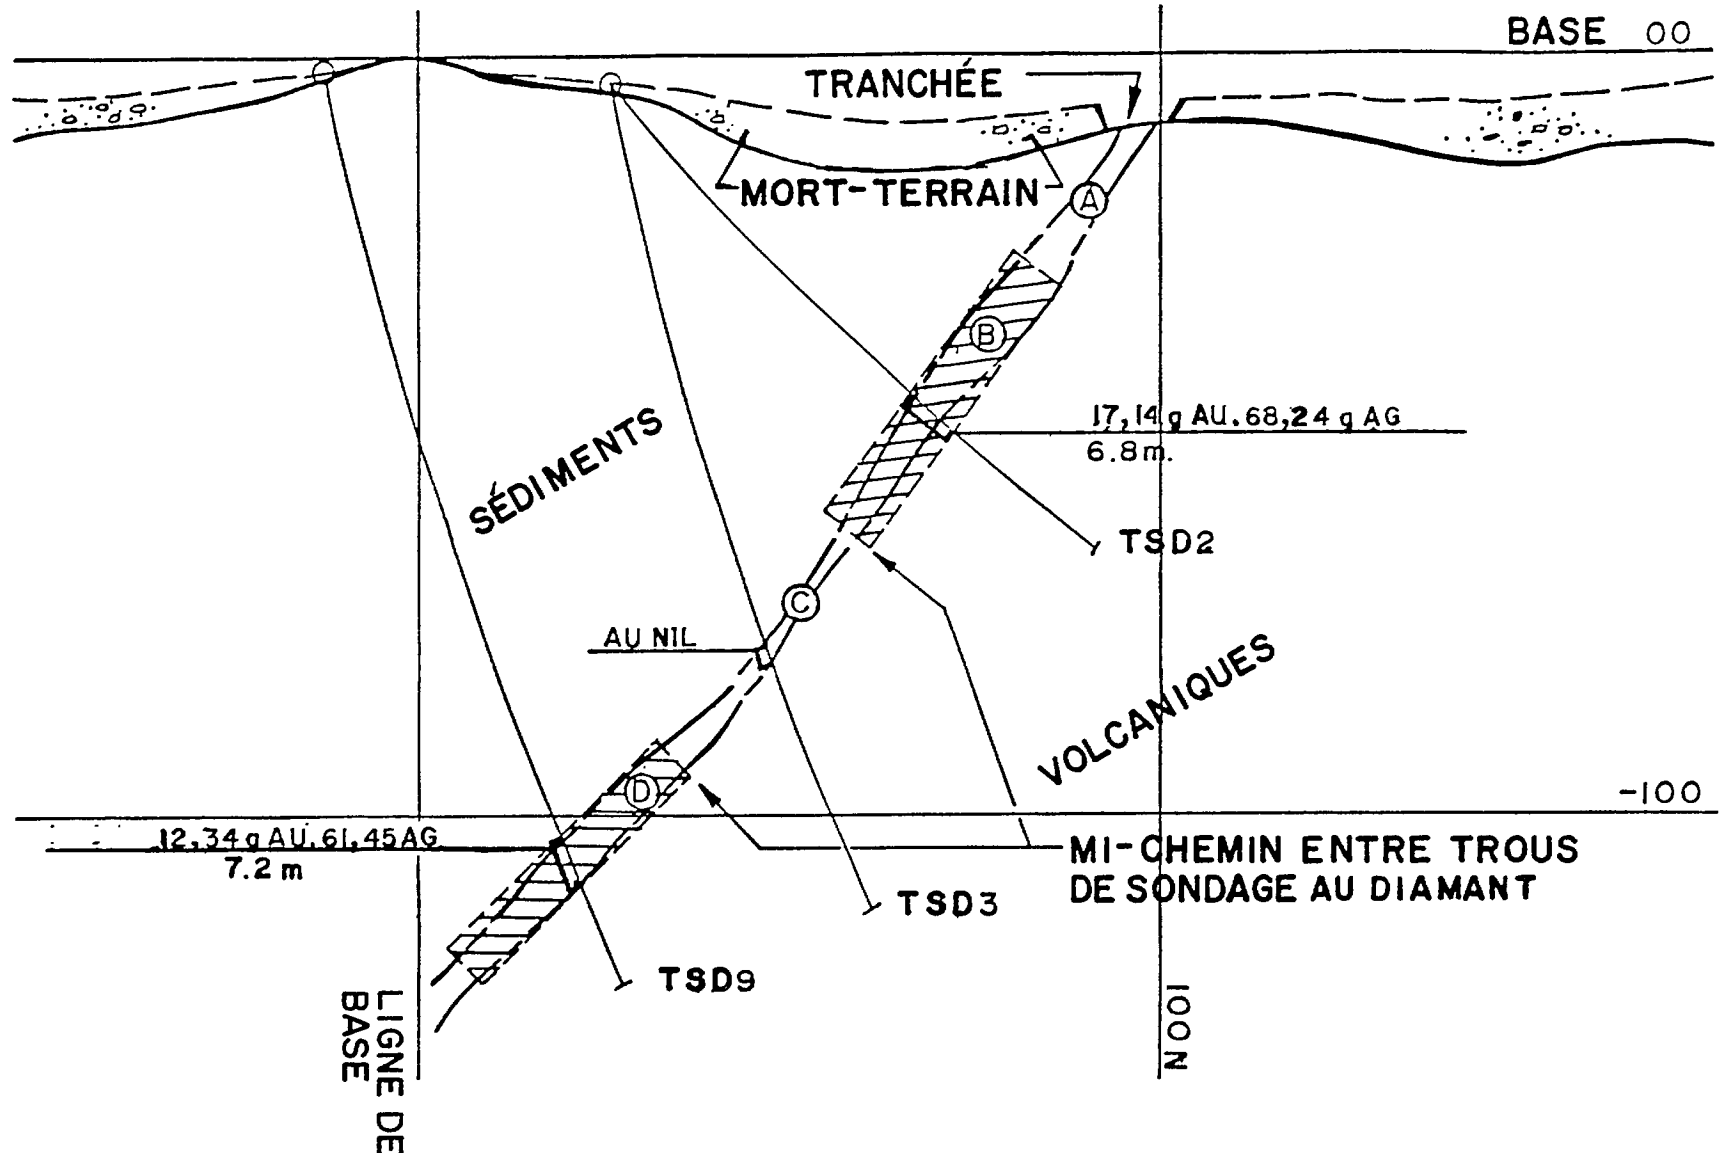 BASE 00
TRANCHÉE
MORT-TERRAIN
A
B
17,14 g AU. 68,24 g AG
6.8 m.
SÉDIMENTS
TSD2
C
AU NIL
VOLCANIQUES
D
-100
12,34 g AU. 61,45 AG
7.2 m
MI-CHEMIN ENTRE TROUS
DE SONDAGE AU DIAMANT
TSD3
TSD9
LIGNE DE
BASE
100 N